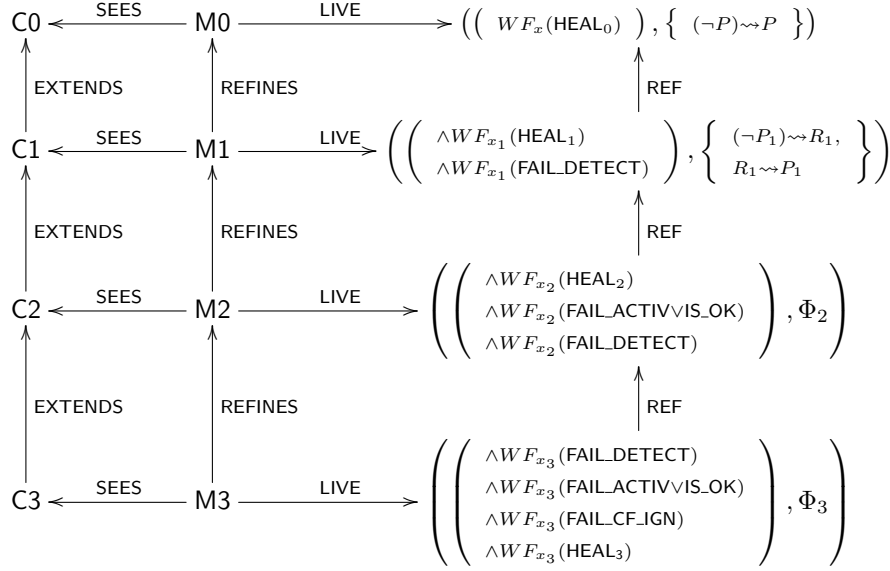 C0 SEES M0 LIVE ( ( WF_x(HEAL_0) ) , { (¬P)⇝P } )
EXTENDS REFINES REF
C1 SEES M1 LIVE ( ( ∧WF_{x_1}(HEAL_1)
∧WF_{x_1}(FAIL_DETECT) ) , { (¬P_1)⇝R_1,
R_1⇝P_1 } )
EXTENDS REFINES REF
C2 SEES M2 LIVE ( ( ∧WF_{x_2}(HEAL_2)
∧WF_{x_2}(FAIL_ACTIV∨IS_OK)
∧WF_{x_2}(FAIL_DETECT) ) , Φ_2 )
EXTENDS REFINES REF
C3 SEES M3 LIVE ( ( ∧WF_{x_3}(FAIL_DETECT)
∧WF_{x_3}(FAIL_ACTIV∨IS_OK)
∧WF_{x_3}(FAIL_CF_IGN)
∧WF_{x_3}(HEAL_3) ) , Φ_3 )